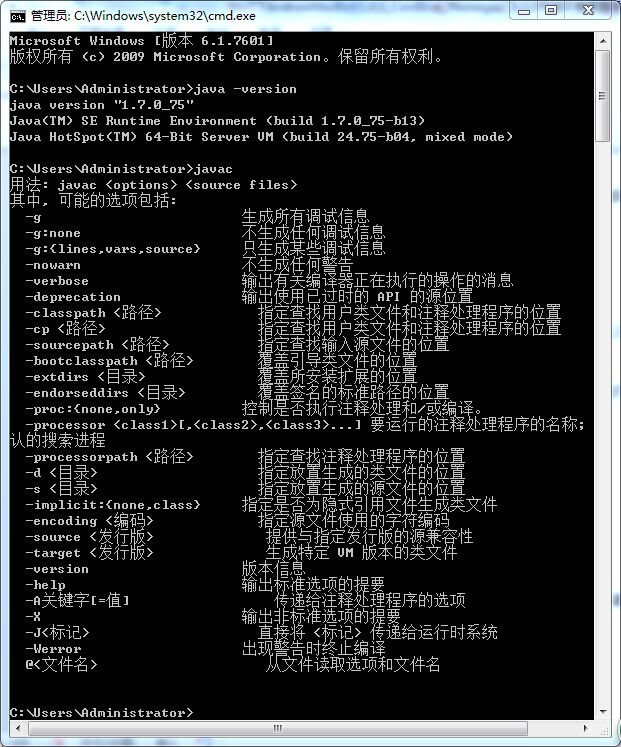 管理员: C:\Windows\system32\cmd.exe
Microsoft Windows [版本 6.1.7601]
版权所有 (c) 2009 Microsoft Corporation。保留所有权利。
C:\Users\Administrator>java -version
java version "1.7.0_75"
Java(TM) SE Runtime Environment (build 1.7.0_75-b13)
Java HotSpot(TM) 64-Bit Server VM (build 24.75-b04, mixed mode)
C:\Users\Administrator>javac
用法: javac <options> <source files>
其中, 可能的选项包括:
-g 生成所有调试信息
-g:none 不生成任何调试信息
-g:{lines,vars,source} 只生成某些调试信息
-nowarn 不生成任何警告
-verbose 输出有关编译器正在执行的操作的消息
-deprecation 输出使用已过时的 API 的源位置
-classpath <路径> 指定查找用户类文件和注释处理程序的位置
-cp <路径> 指定查找用户类文件和注释处理程序的位置
-sourcepath <路径> 指定查找输入源文件的位置
-bootclasspath <路径> 覆盖引导类文件的位置
-extdirs <目录> 覆盖所安装扩展的位置
-endorseddirs <目录> 覆盖签名的标准路径的位置
-proc:{none,only} 控制是否执行注释处理和/或编译。
-processor <class1>[,<class2>,<class3>...] 要运行的注释处理程序的名称;
认的搜索进程
-processorpath <路径> 指定查找注释处理程序的位置
-d <目录> 指定放置生成的类文件的位置
-s <目录> 指定放置生成的源文件的位置
-implicit:{none,class} 指定是否为隐式引用文件生成类文件
-encoding <编码> 指定源文件使用的字符编码
-source <发行版> 提供与指定发行版的源兼容性
-target <发行版> 生成特定 VM 版本的类文件
-version 版本信息
-help 输出标准选项的提要
-A关键字[=值] 传递给注释处理程序的选项
-X 输出非标准选项的提要
-J<标记> 直接将 <标记> 传递给运行时系统
-Werror 出现警告时终止编译
@<文件名> 从文件读取选项和文件名
C:\Users\Administrator>